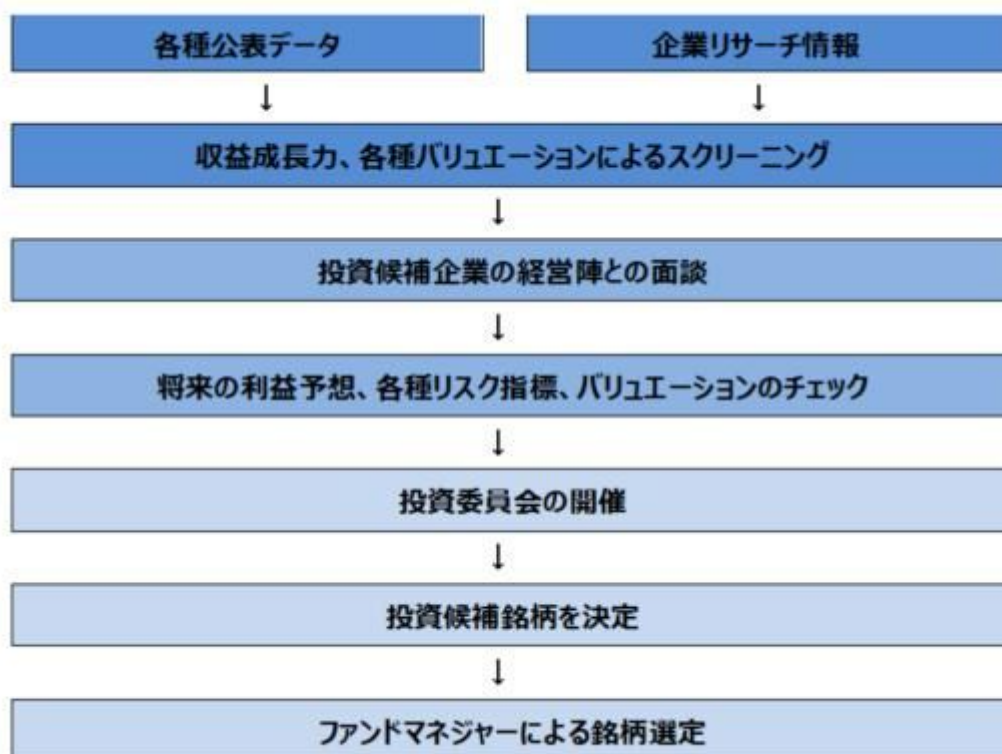 各種公表データ
企業リサーチ情報
↓
↓
収益成長力、各種バリュエーションによるスクリーニング
↓
投資候補企業の経営陣との面談
↓
将来の利益予想、各種リスク指標、バリュエーションのチェック
↓
投資委員会の開催
↓
投資候補銘柄を決定
↓
ファンドマネジャーによる銘柄選定